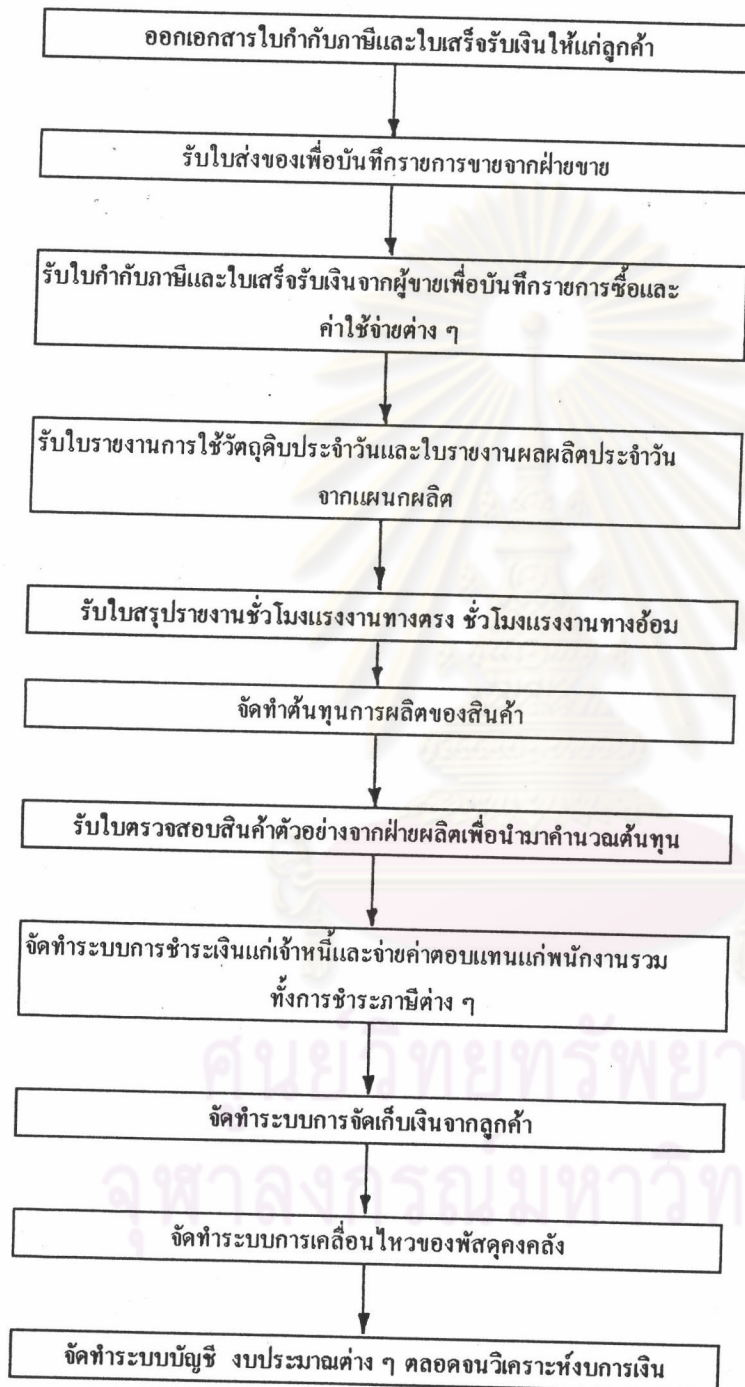 ออกเอกสารใบกำกับภาษีและใบเสร็จรับเงินให้แก่ลูกค้า
รับใบส่งของเพื่อบันทึกรายการขายจากฝ่ายขาย
รับใบกำกับภาษีและใบเสร็จรับเงินจากผู้ขายเพื่อบันทึกรายการซื้อและ
ค่าใช้จ่ายต่าง ๆ
รับใบรายงานการใช้วัตถุดิบประจำวันและใบรายงานผลผลิตประจำวัน
จากแผนกผลิต
รับใบสรุปรายงานชั่วโมงแรงงานทางตรง ชั่วโมงแรงงานทางอ้อม
จัดทำต้นทุนการผลิตของสินค้า
รับใบตรวจสอบสินค้าตัวอย่างจากฝ่ายผลิตเพื่อนำมาคำนวณต้นทุน
จัดทำระบบการชำระเงินแก่เจ้าหนี้และจ่ายค่าตอบแทนแก่พนักงานรวม
ทั้งการชำระภาษีต่าง ๆ
ศูนย์วิทยทรัพยา
จัดทำระบบการจัดเก็บเงินจากลูกค้า
จุฬาลงกรณ์มหาวิท
จัดทำระบบการเคลื่อนไหวของพัสดุคงคลัง
จัดทำระบบบัญชี งบประมาณต่าง ๆ ตลอดจนวิเคราะห์งบการเงิน